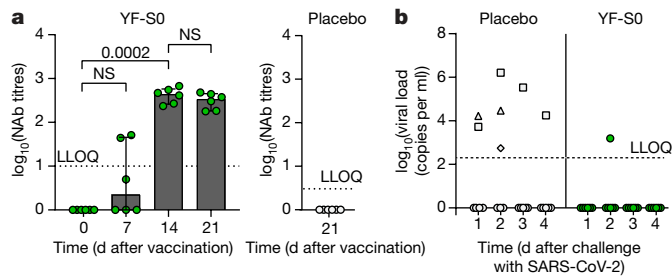 a
YF-S0
Placebo
log10(NAb titres)
4
3
2
1
0
NS
0.0002
NS
LLOQ
0
7
14
21
Time (d after vaccination)
log10(NAb titres)
4
3
2
1
0
LLOQ
21
Time (d after vaccination)
b
Placebo
YF-S0
log10(viral load)
(copies per ml)
8
6
4
2
0
LLOQ
1
2
3
4
1
2
3
4
Time (d after challenge
with SARS-CoV-2)